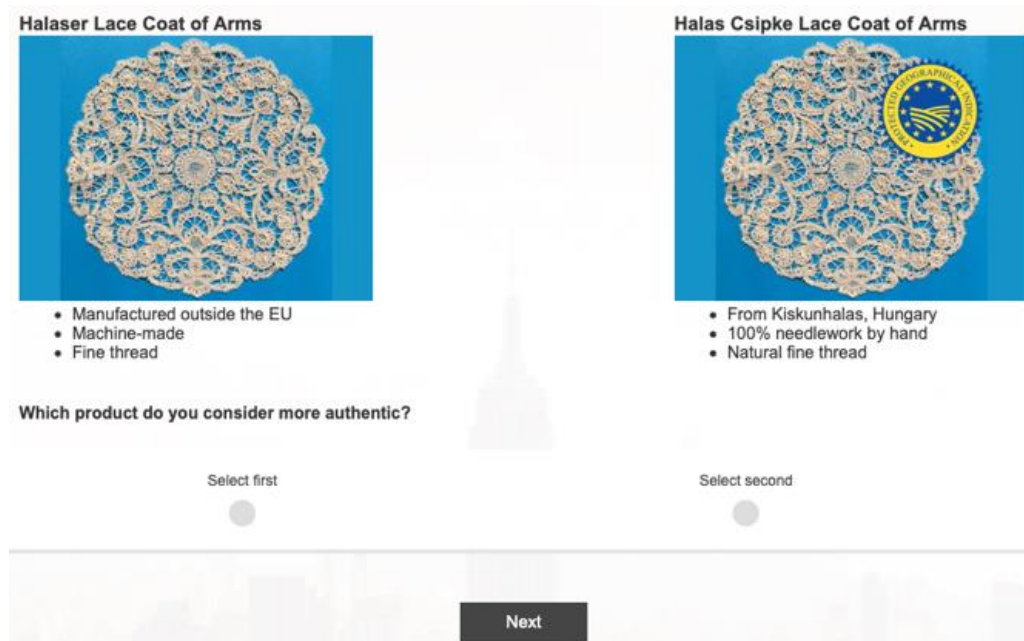 Halaser Lace Coat of Arms
• Manufactured outside the EU
• Machine-made
• Fine thread
Halas Csipke Lace Coat of Arms
PROTECTED GEOGRAPHICAL INDICATION
• From Kiskunhalas, Hungary
• 100% needlework by hand
• Natural fine thread
Which product do you consider more authentic?
Select first
Select second
Next